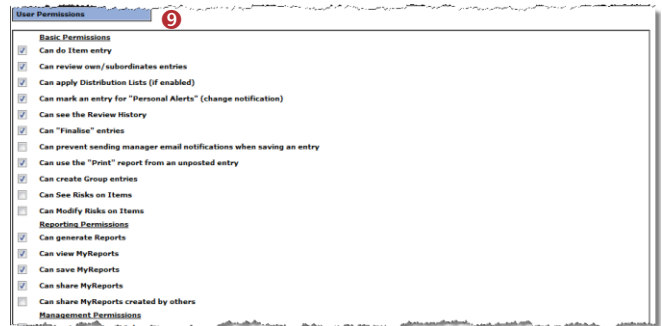 User Permissions
9
Basic Permissions
Can do Item entry
Can review own/subordinates entries
Can apply Distribution Lists (if enabled)
Can mark an entry for "Personal Alerts" (change notification)
Can see the Review History
Can "Finalise" entries
Can prevent sending manager email notifications when saving an entry
Can use the "Print" report from an unposted entry
Can create Group entries
Can See Risks on Items
Can Modify Risks on Items
Reporting Permissions
Can generate Reports
Can view MyReports
Can save MyReports
Can share MyReports
Can share MyReports created by others
Management Permissions